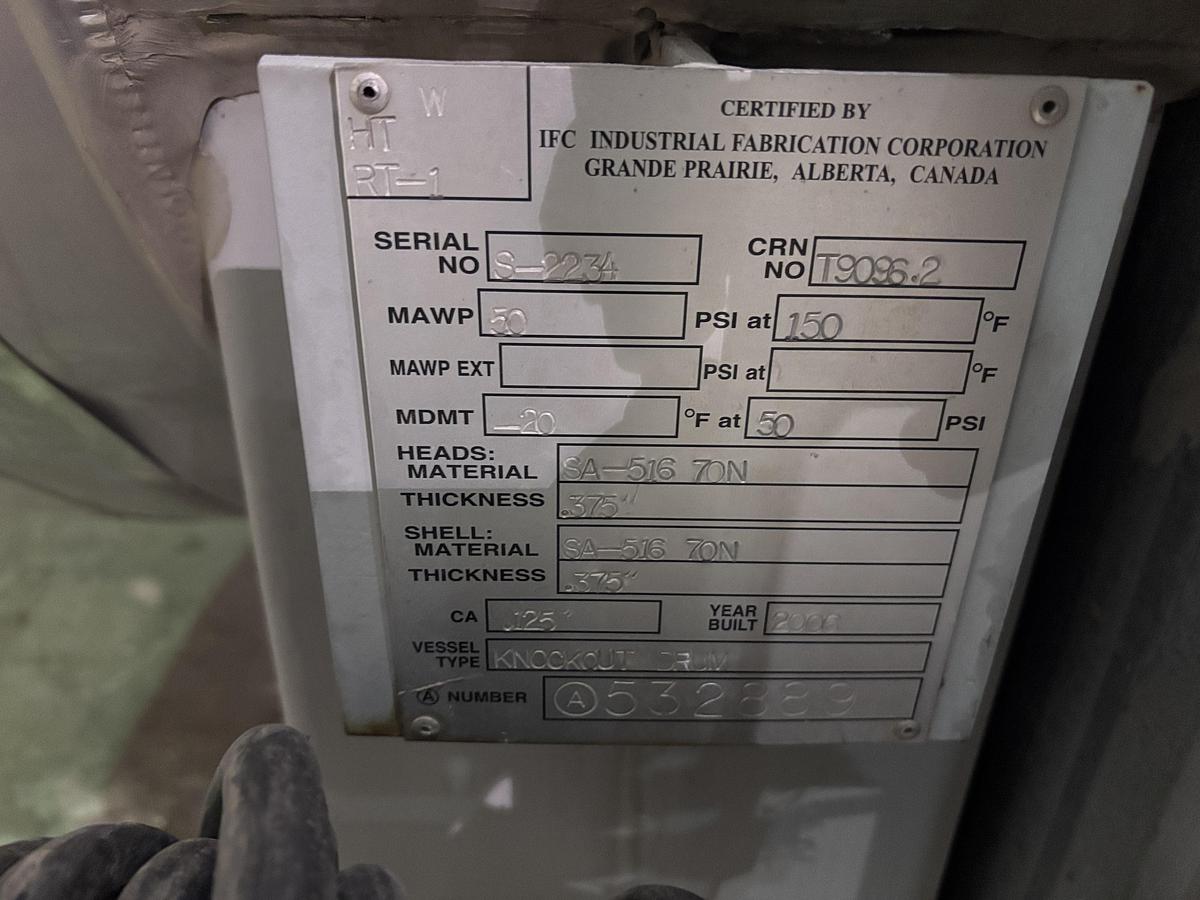 W
HT
RT-1
CERTIFIED BY
IFC INDUSTRIAL FABRICATION CORPORATION
GRANDE PRAIRIE, ALBERTA, CANADA
SERIAL NO S-2234 CRN NO T9096.2
MAWP 50 PSI at 150 °F
MAWP EXT PSI at °F
MDMT -20 °F at 50 PSI
HEADS:
MATERIAL SA-516 70N
THICKNESS .375"
SHELL:
MATERIAL SA-516 70N
THICKNESS .375"
CA .125" YEAR BUILT 2006
VESSEL TYPE KNOCKOUT DRUM
Ⓐ NUMBER Ⓐ532889